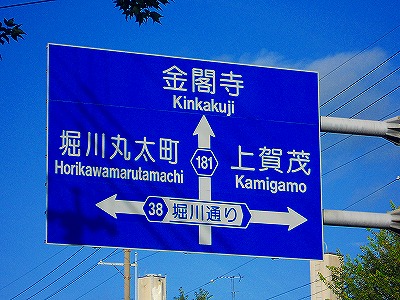 金閣寺
Kinkakuji
堀川丸太町
Horikawamarutamachi
181
上賀茂
Kamigamo
38 堀川通り